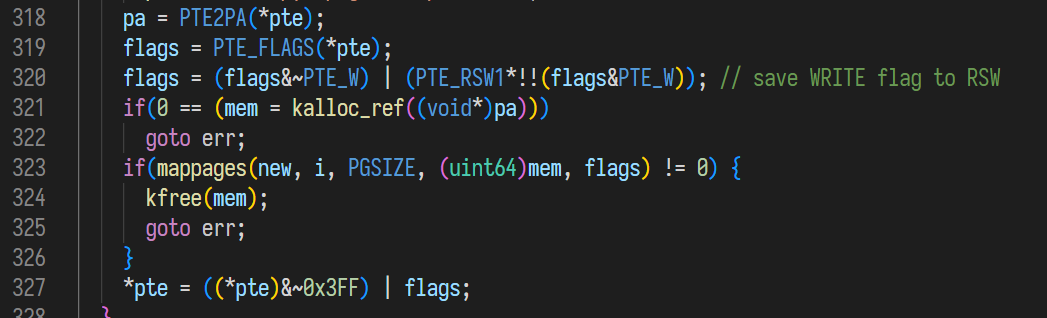 318 pa = PTE2PA(*pte);
319 flags = PTE_FLAGS(*pte);
320 flags = (flags&~PTE_W) | (PTE_RSW1*!!(flags&PTE_W)); // save WRITE flag to RSW
321 if(0 == (mem = kalloc_ref((void*)pa)))
322 goto err;
323 if(mappages(new, i, PGSIZE, (uint64)mem, flags) != 0) {
324 kfree(mem);
325 goto err;
326 }
327 *pte = ((*pte)&~0x3FF) | flags;
328 }